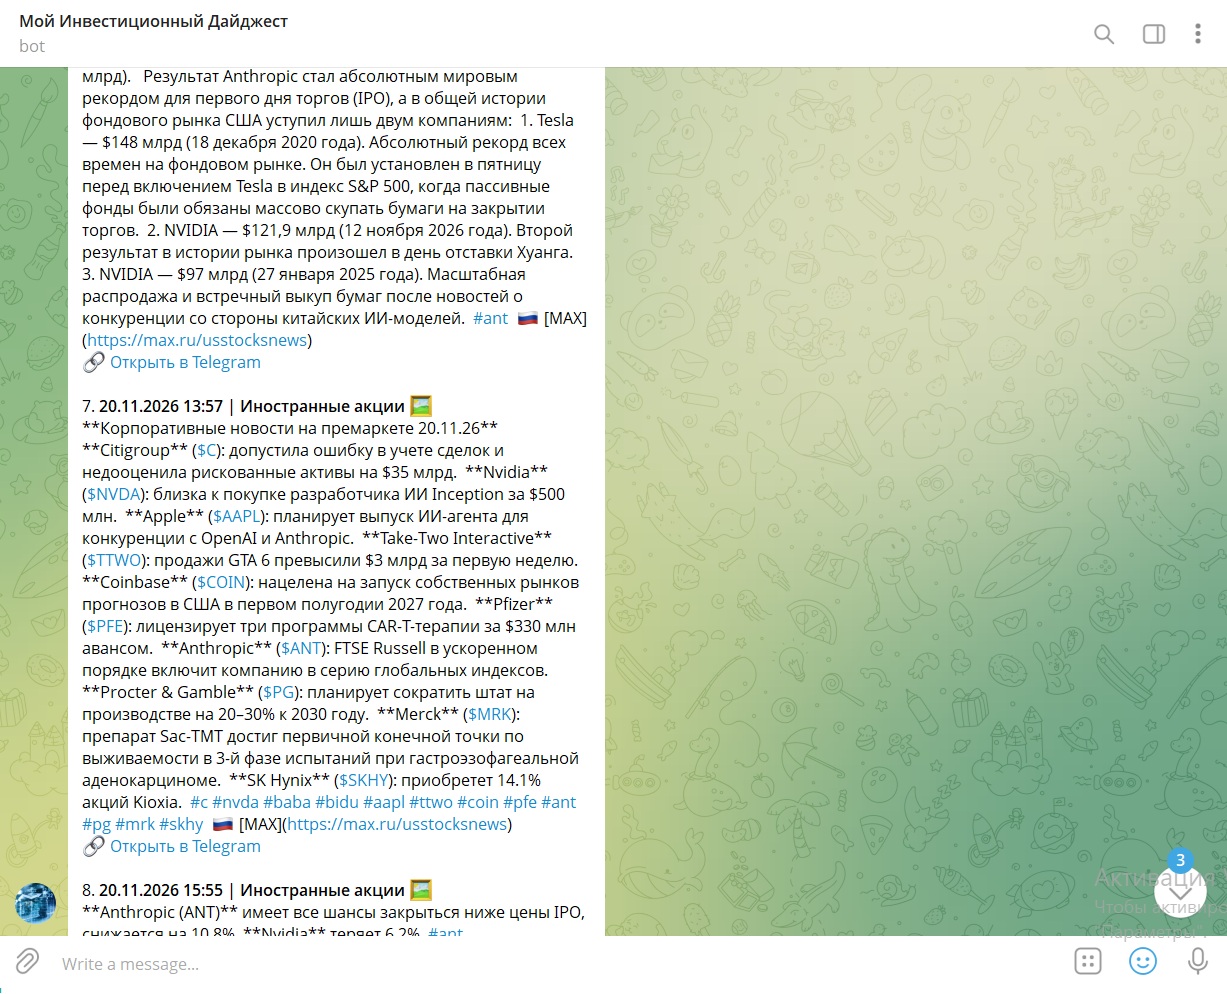 Мой Инвестиционный Дайджест
bot
млрд). Результат Anthropic стал абсолютным мировым
рекордом для первого дня торгов (IPO), а в общей истории
фондового рынка США уступил лишь двум компаниям: 1. Tesla
— $148 млрд (18 декабря 2020 года). Абсолютный рекорд всех
времен на фондовом рынке. Он был установлен в пятницу
перед включением Tesla в индекс S&P 500, когда пассивные
фонды были обязаны массово скупать бумаги на закрытии
торгов. 2. NVIDIA — $121,9 млрд (12 ноября 2026 года). Второй
результат в истории рынка произошел в день отставки Хуанга.
3. NVIDIA — $97 млрд (27 января 2025 года). Масштабная
распродажа и встречный выкуп бумаг после новостей о
конкуренции со стороны китайских ИИ-моделей. #ant 🇷🇺 [MAX]
(https://max.ru/usstocksnews)
🔗 Открыть в Telegram
7. 20.11.2026 13:57 | Иностранные акции 🖼️
**Корпоративные новости на премаркете 20.11.26**
**Citigroup** ($C): допустила ошибку в учете сделок и
недооценила рискованные активы на $35 млрд. **Nvidia**
($NVDA): близка к покупке разработчика ИИ Inception за $500
млн. **Apple** ($AAPL): планирует выпуск ИИ-агента для
конкуренции с OpenAI и Anthropic. **Take-Two Interactive**
($TTWO): продажи GTA 6 превысили $3 млрд за первую неделю.
**Coinbase** ($COIN): нацелена на запуск собственных рынков
прогнозов в США в первом полугодии 2027 года. **Pfizer**
($PFE): лицензирует три программы CAR-T-терапии за $330 млн
авансом. **Anthropic** ($ANT): FTSE Russell в ускоренном
порядке включит компанию в серию глобальных индексов.
**Procter & Gamble** ($PG): планирует сократить штат на
производстве на 20–30% к 2030 году. **Merck** ($MRK):
препарат Sac-TMT достиг первичной конечной точки по
выживаемости в 3-й фазе испытаний при гастроэзофагеальной
аденокарциноме. **SK Hynix** ($SKHY): приобретет 14.1%
акций Kioxia. #c #nvda #baba #bidu #aapl #ttwo #coin #pfe #ant
#pg #mrk #skhy 🇷🇺 [MAX](https://max.ru/usstocksnews)
🔗 Открыть в Telegram
8. 20.11.2026 15:55 | Иностранные акции 🖼️
**Anthropic (ANT)** имеет все шансы закрыться ниже цены IPO,
снижается на 10.8%. **Nvidia** теряет 6.2%. #ant
3
Активация
Чтобы активиро
"Параметры".
Write a message...